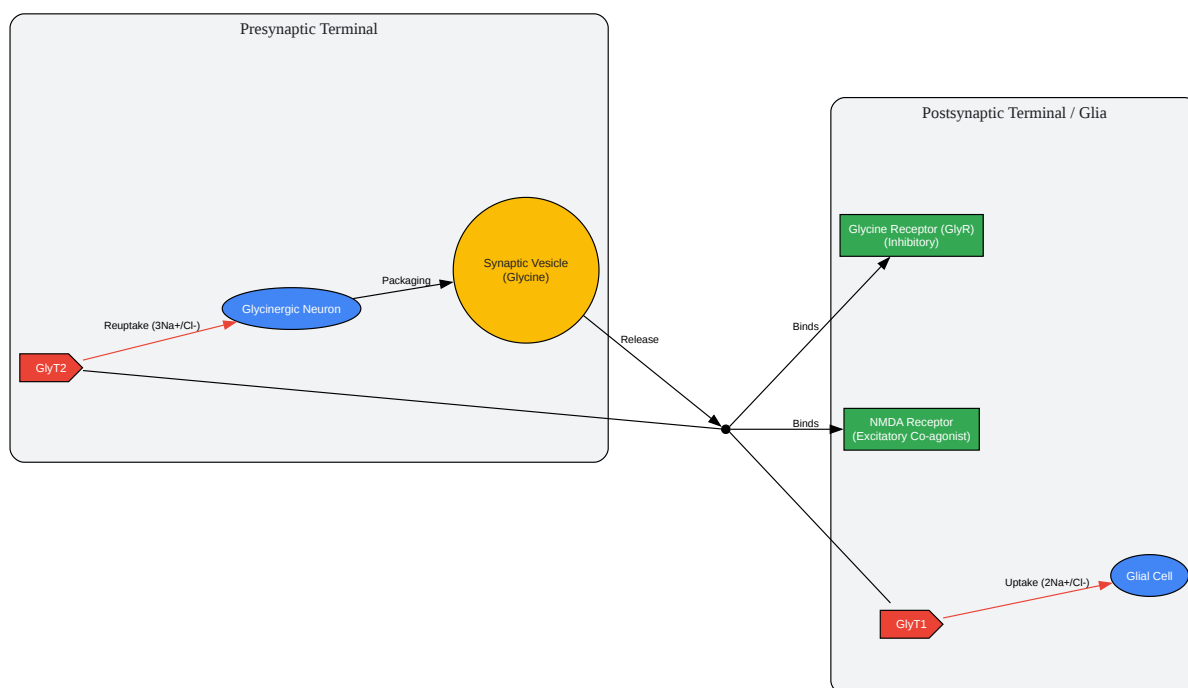 Presynaptic Terminal
Postsynaptic Terminal / Glia
Glycine Receptor (GlyR)
(Inhibitory)
Synaptic Vesicle
(Glycine)
Packaging
Glycinergic Neuron
Reuptake (3Na+/Cl-)
Binds
Release
GlyT2
Binds
NMDA Receptor
(Excitatory Co-agonist)
Uptake (2Na+/Cl-)
Glial Cell
GlyT1